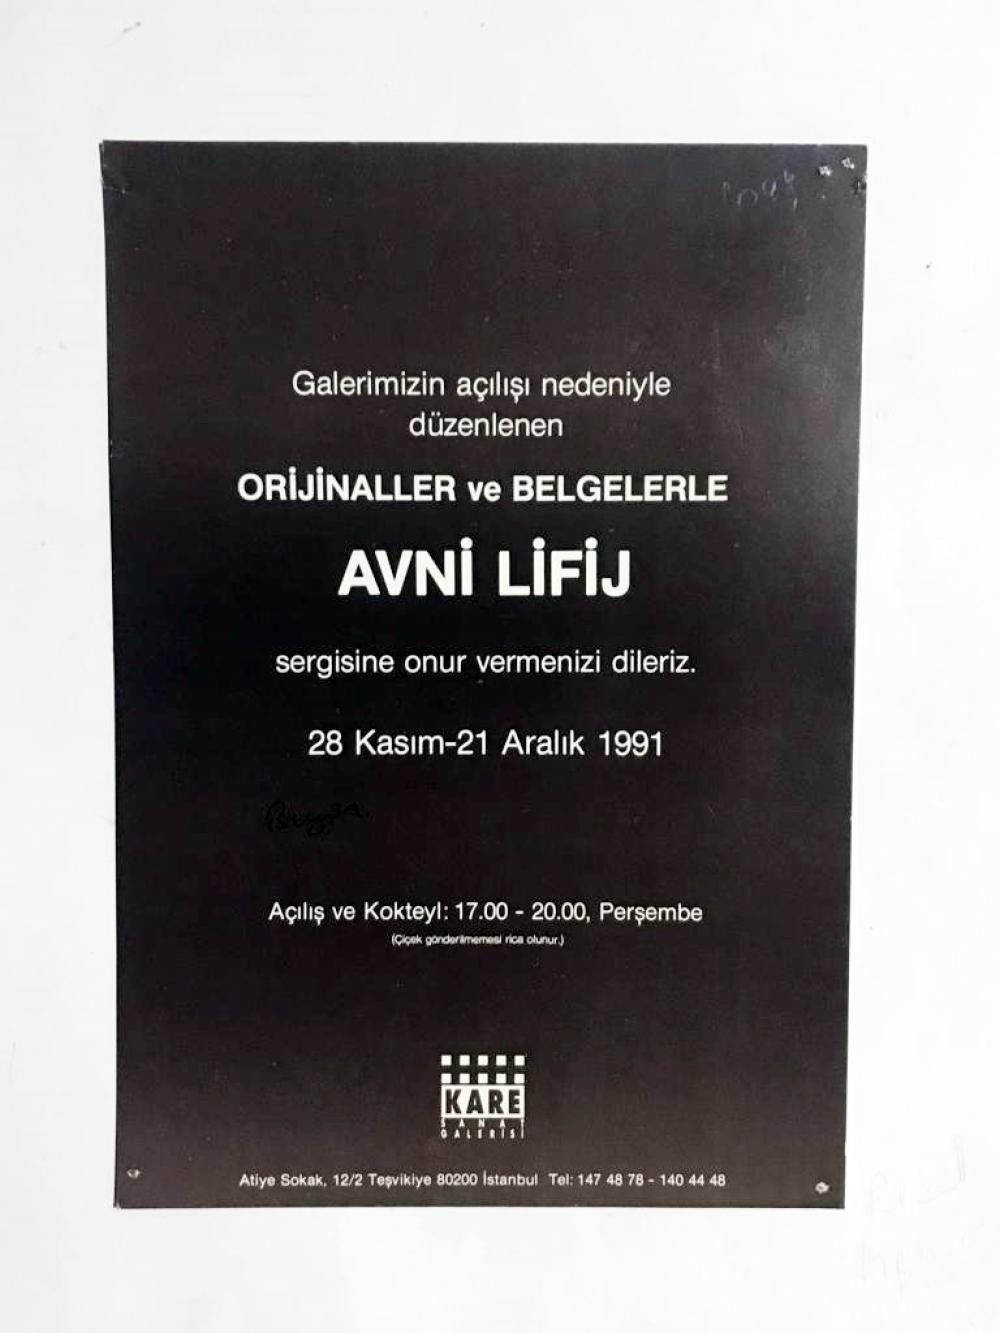 Galerimizin açılışı nedeniyle
düzenlenen
ORİJİNALLER ve BELGELERLE
AVNİ LİFİJ
sergisine onur vermenizi dileriz.
28 Kasım-21 Aralık 1991
Açılış ve Kokteyl: 17.00 - 20.00, Perşembe
(Çiçek gönderilmemesi rica olunur.)
KARE
SANAT
GALERİSİ
Atiye Sokak, 12/2 Teşvikiye 80200 İstanbul Tel: 147 48 78 - 140 44 48